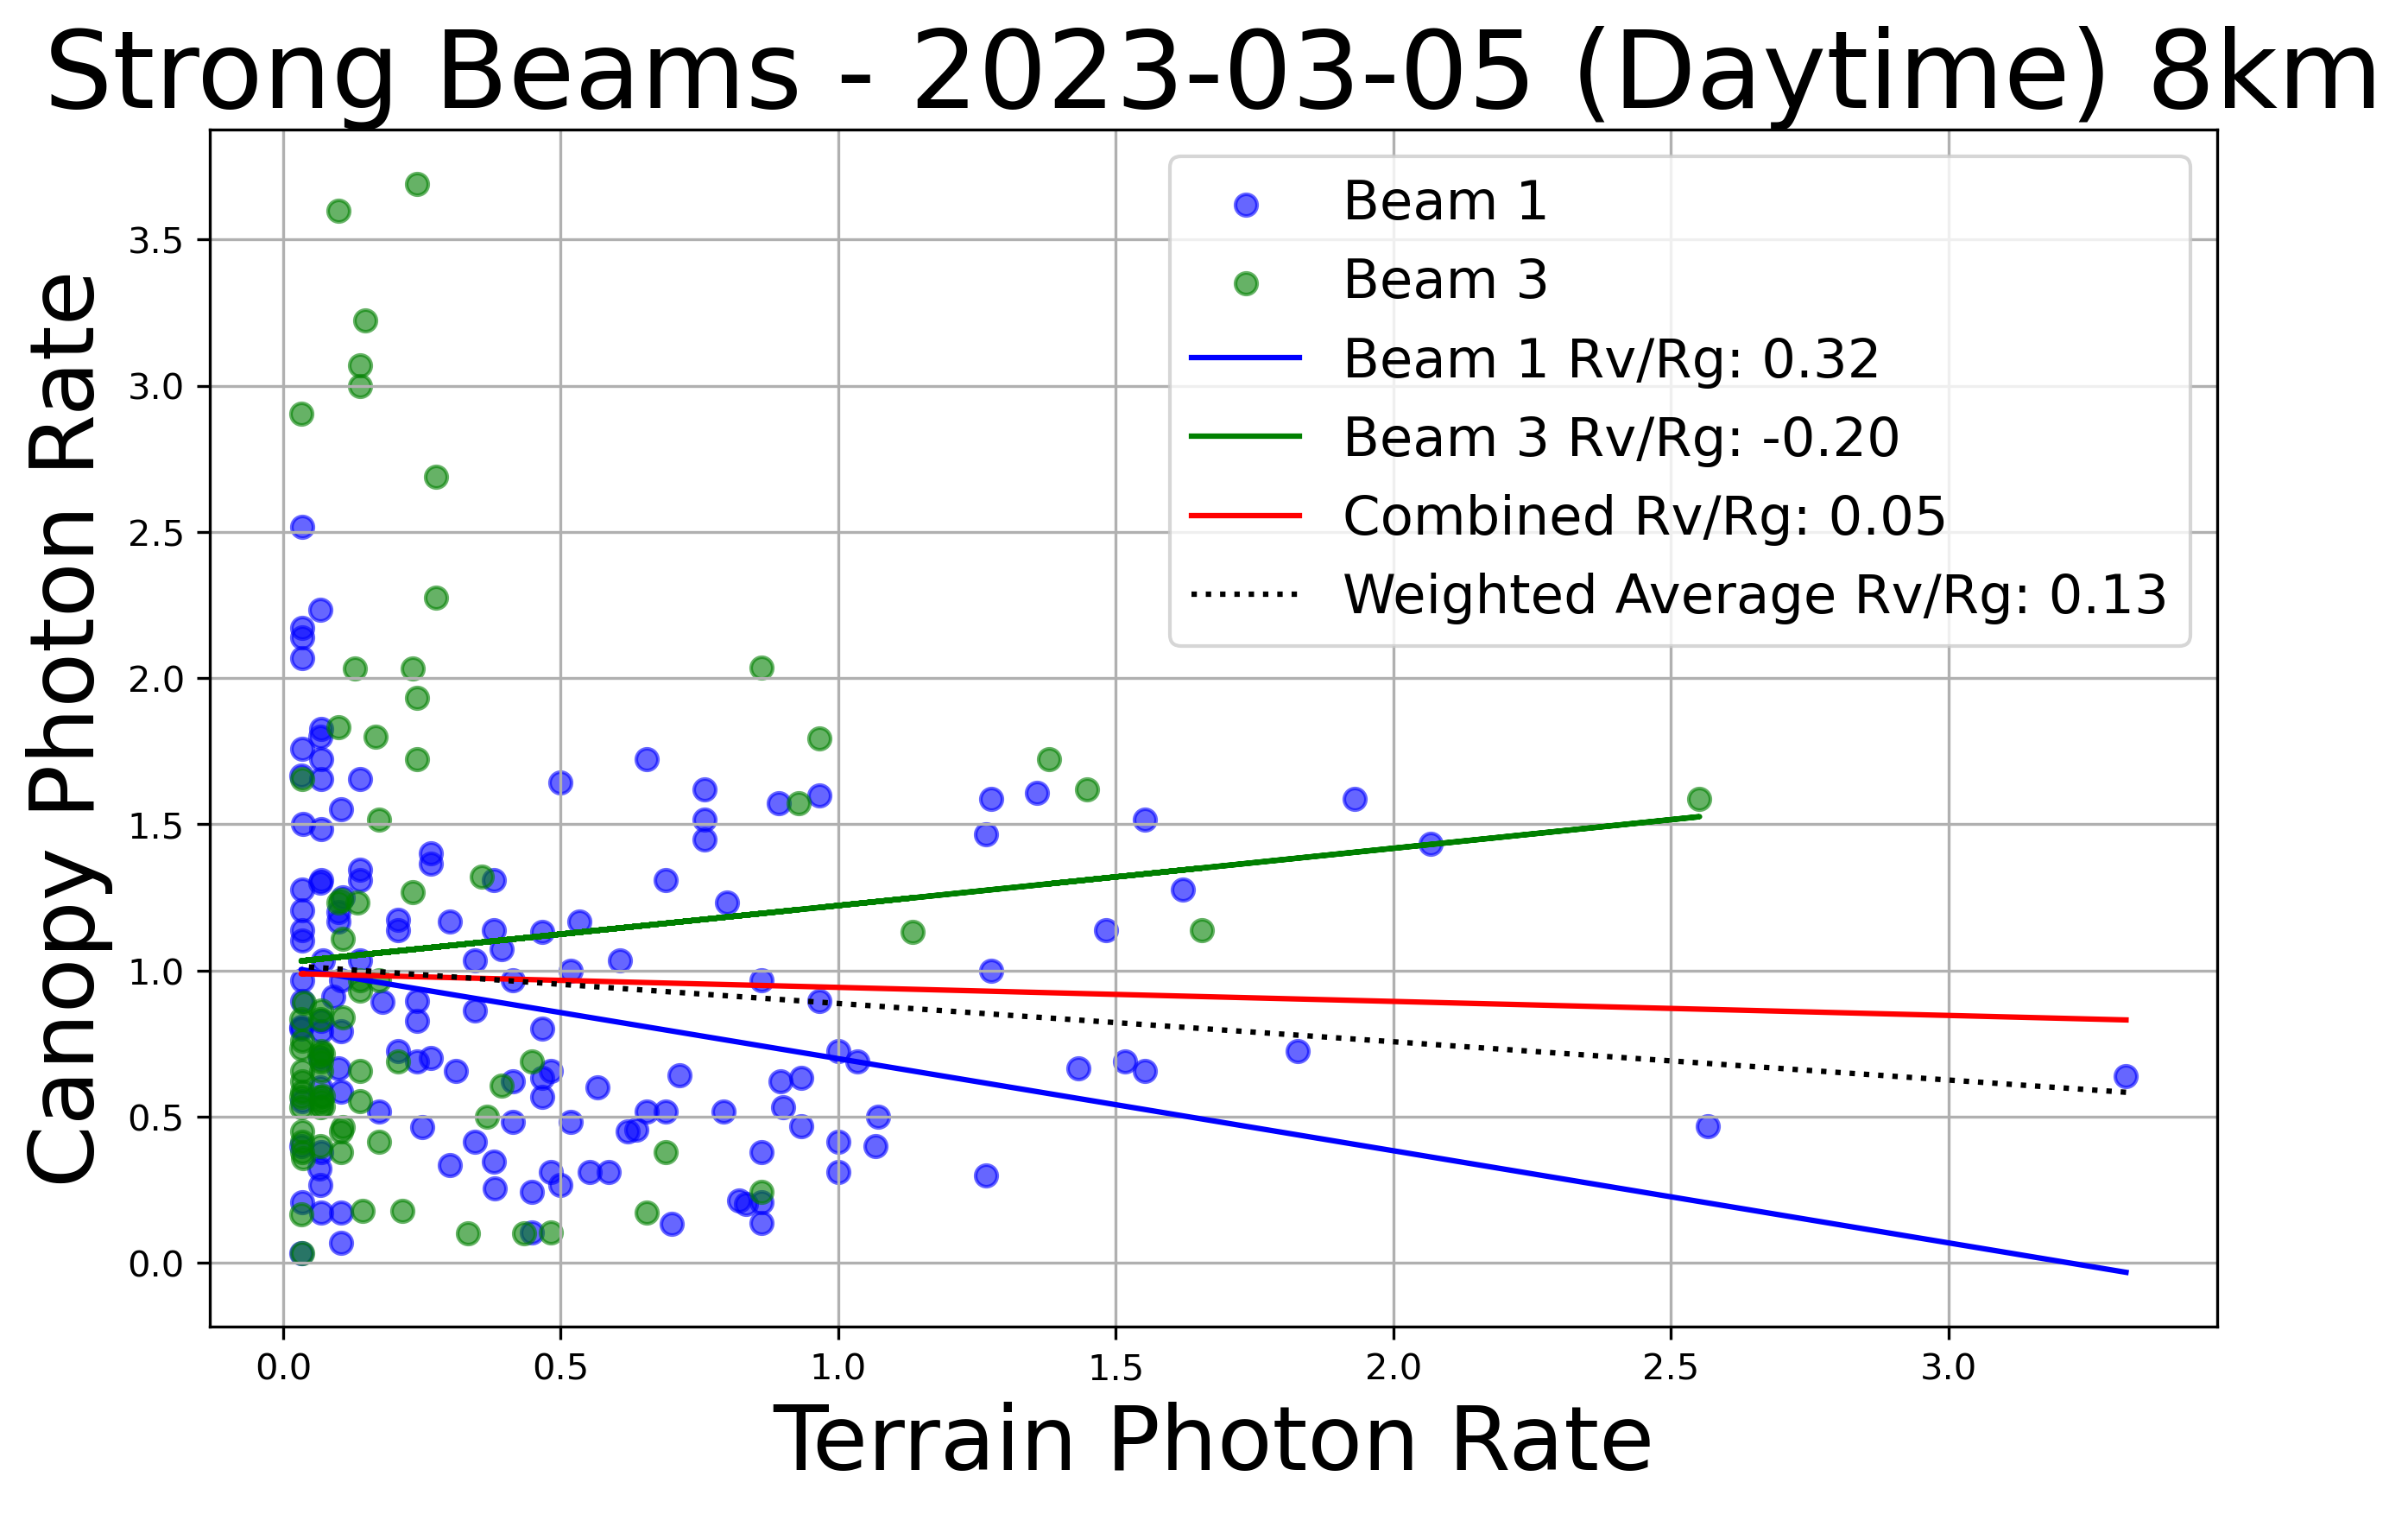 Strong Beams - 2023-03-05 (Daytime) 8km
Canopy Photon Rate
3.5
3.0
2.5
2.0
1.5
1.0
0.5
0.0
Beam 1
Beam 3
Beam 1 Rv/Rg: 0.32
Beam 3 Rv/Rg: -0.20
Combined Rv/Rg: 0.05
Weighted Average Rv/Rg: 0.13
0.0 0.5 1.0 1.5 2.0 2.5 3.0
Terrain Photon Rate